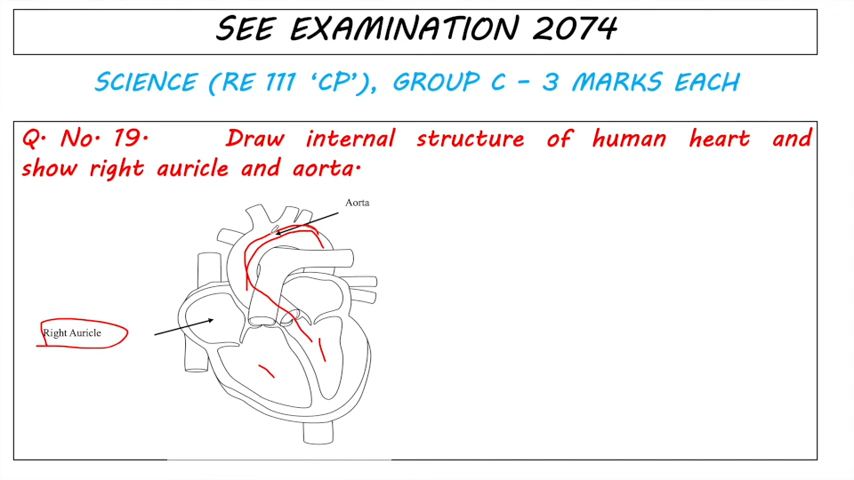 SEE EXAMINATION 2074
SCIENCE (RE 111 ‘CP’), GROUP C – 3 MARKS EACH
Q. No. 19. Draw internal structure of human heart and
show right auricle and aorta.
Aorta
Right Auricle